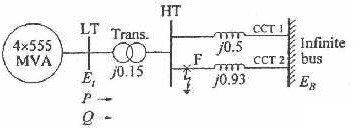 HT
LT
Trans.
CCT 1
4×555
MVA
j0.5
Infinite
bus
F
CCT 2
j0.15
j0.93
E_t
E_B
P →
Q →